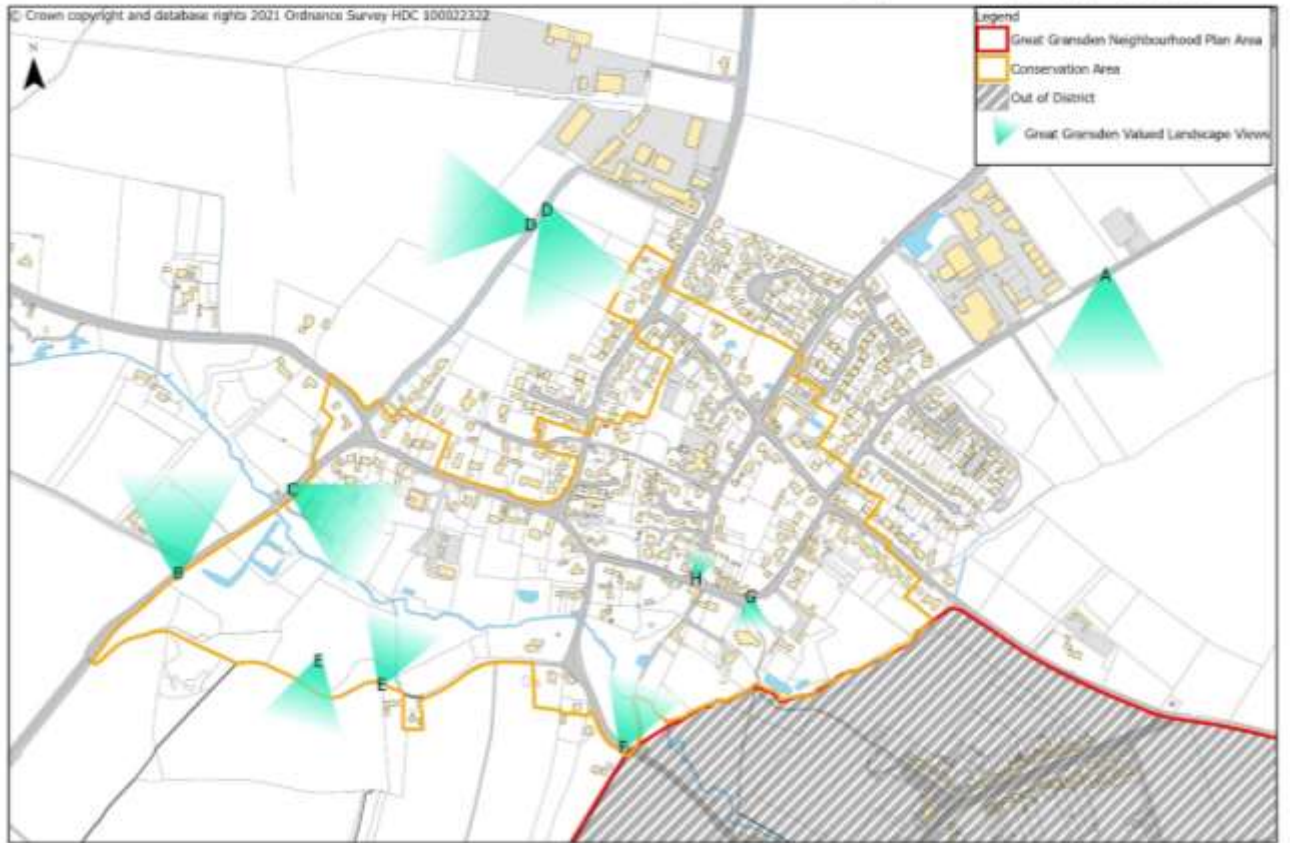 © Crown copyright and database rights 2021 Ordnance Survey HDC 100022322
N
Legend
Great Gransden Neighbourhood Plan Area
Conservation Area
Out of District
Great Gransden Valued Landscape Views
D
D
A
C
B
H
G
E
E
F